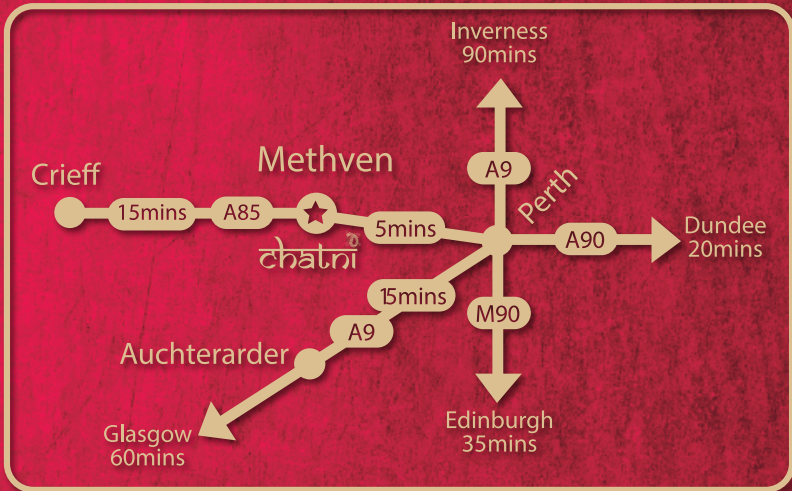 Inverness
90mins
A9
Methven
Crieff
Perth
15mins
A85
5mins
Dundee
20mins
A90
chatni
15mins
M90
A9
Auchterarder
Glasgow
60mins
Edinburgh
35mins